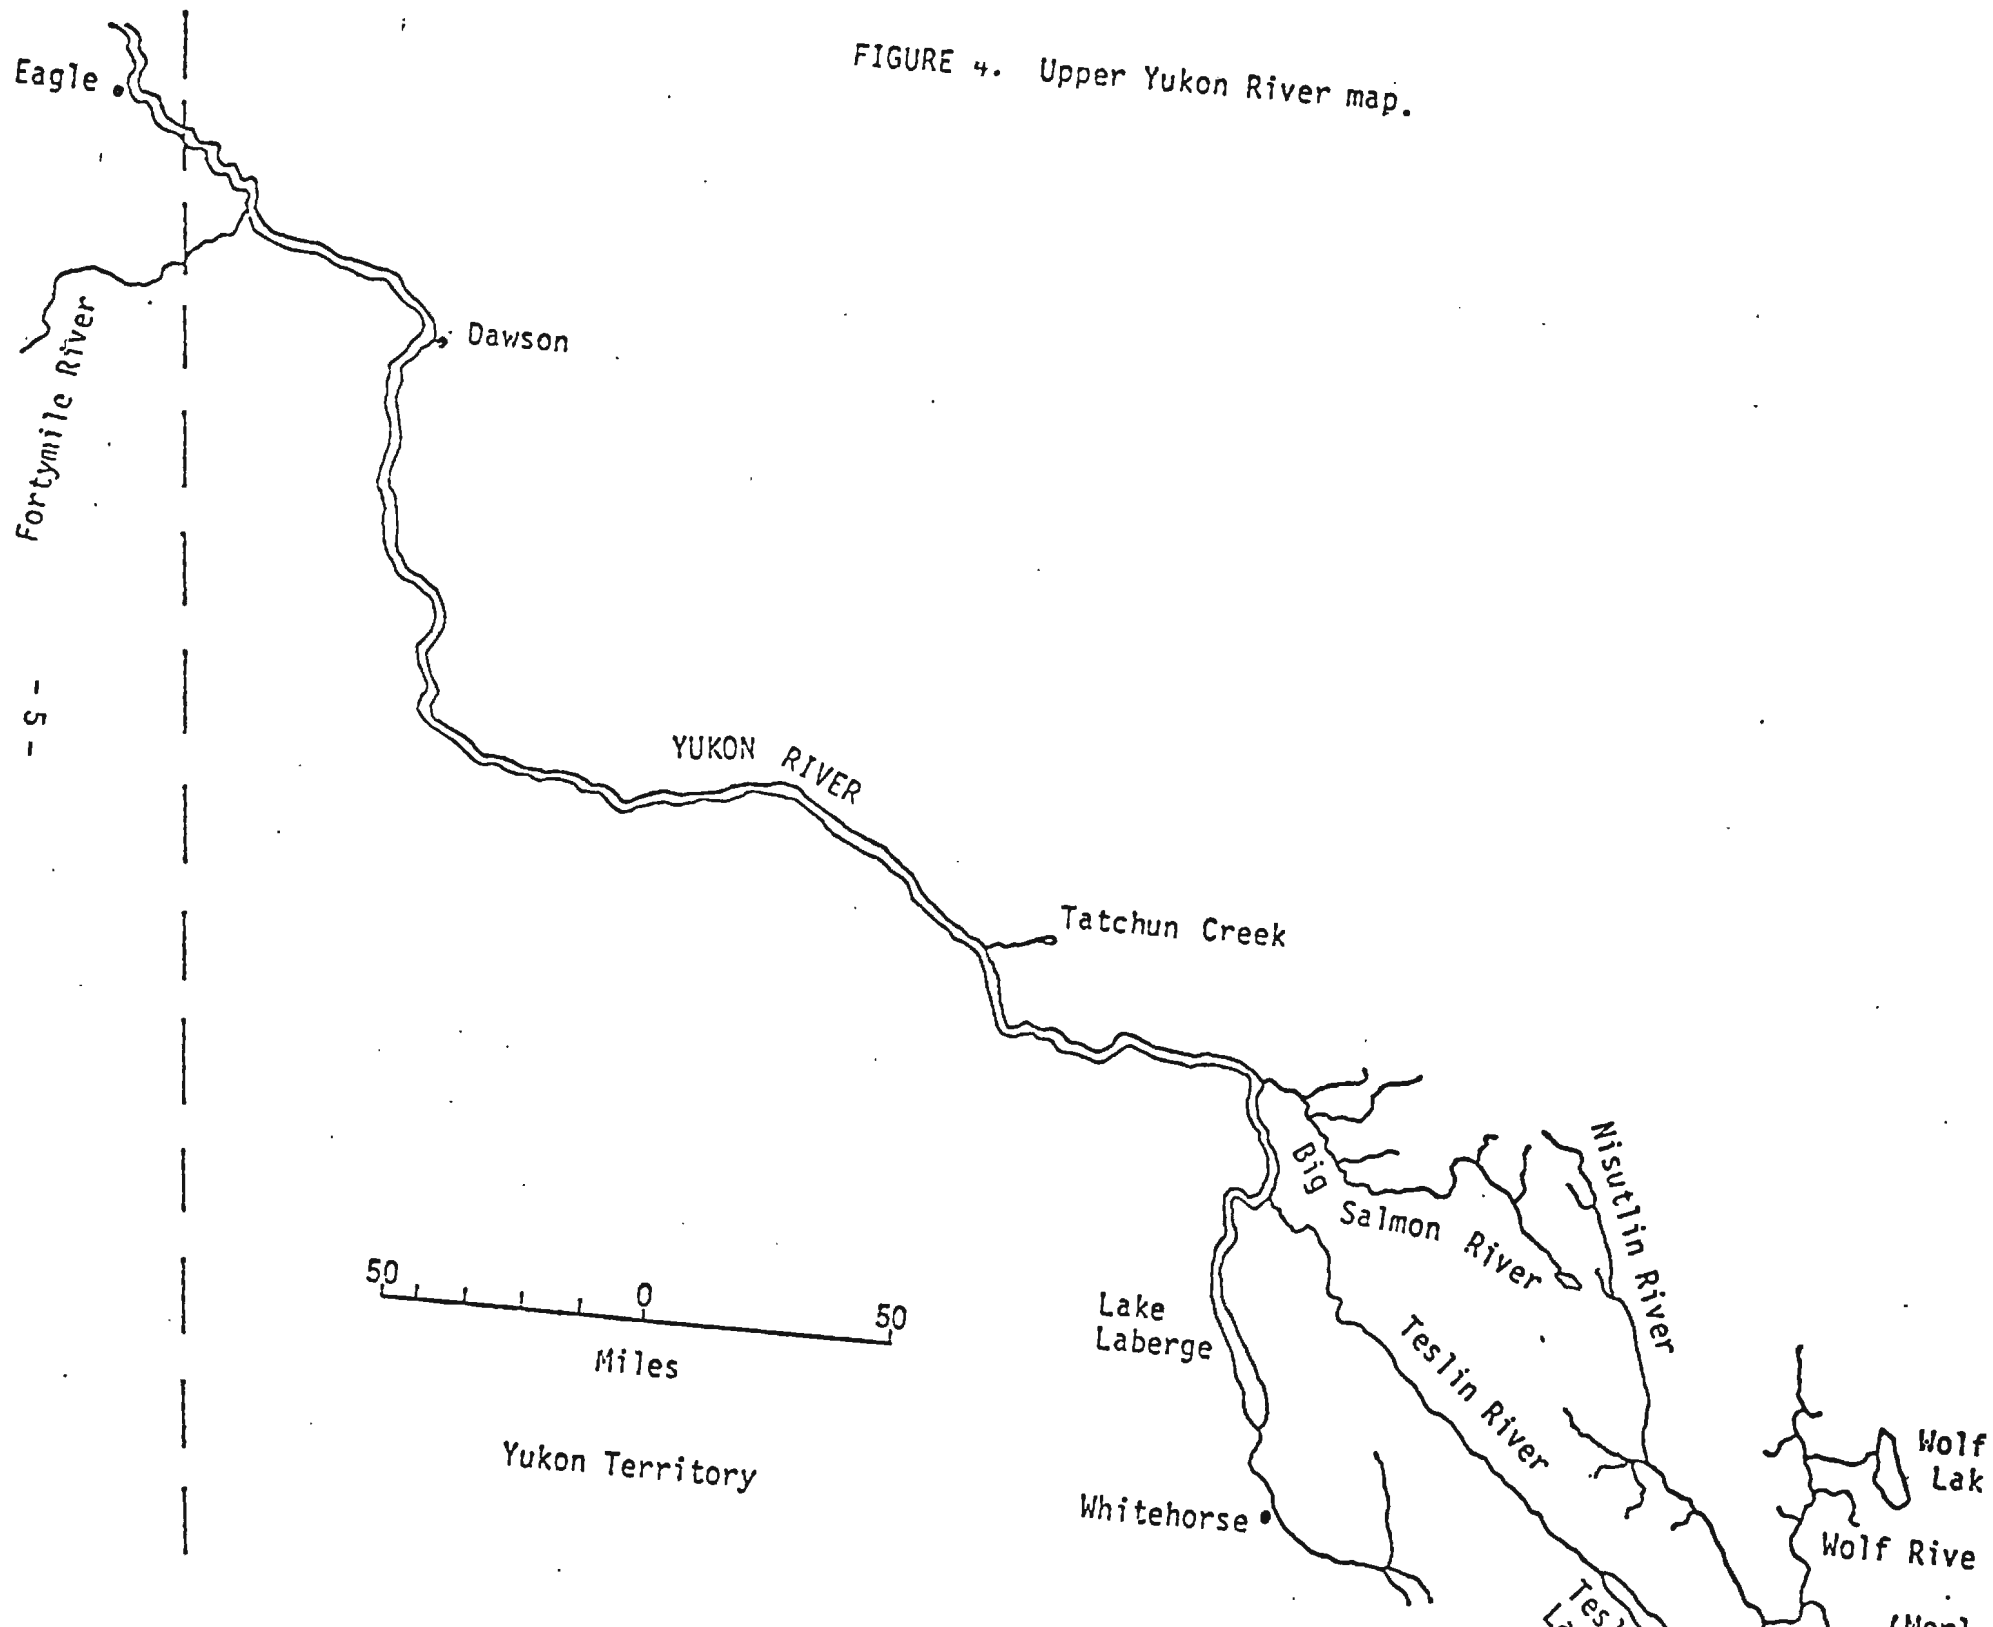 FIGURE 4. Upper Yukon River map.
Eagle
Dawson
Fortymile River
- 5 -
YUKON RIVER
Tatchun Creek
Big Salmon River
Nisutlin River
50 0 50
Miles
Lake
Laberge
Teslin River
Yukon Territory
Whitehorse
Wolf
Lak
Wolf Rive